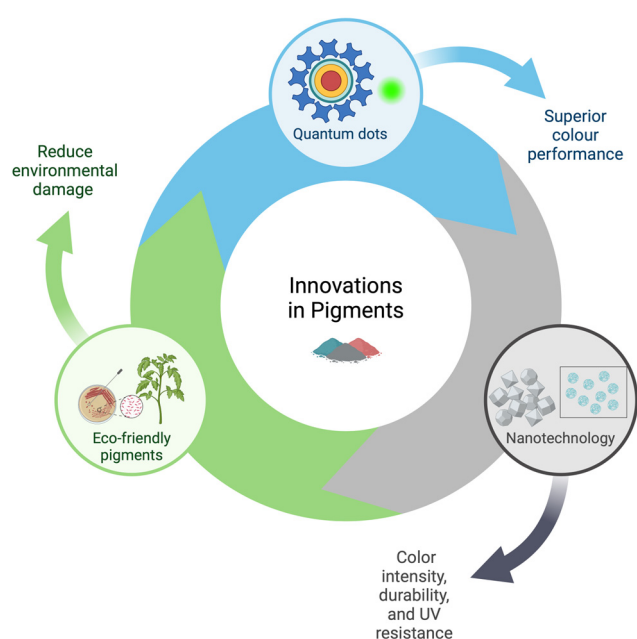 Quantum dots
Superior
colour
performance
Reduce
environmental
damage
Innovations
in Pigments
Eco-friendly
pigments
Nanotechnology
Color
intensity,
durability,
and UV
resistance